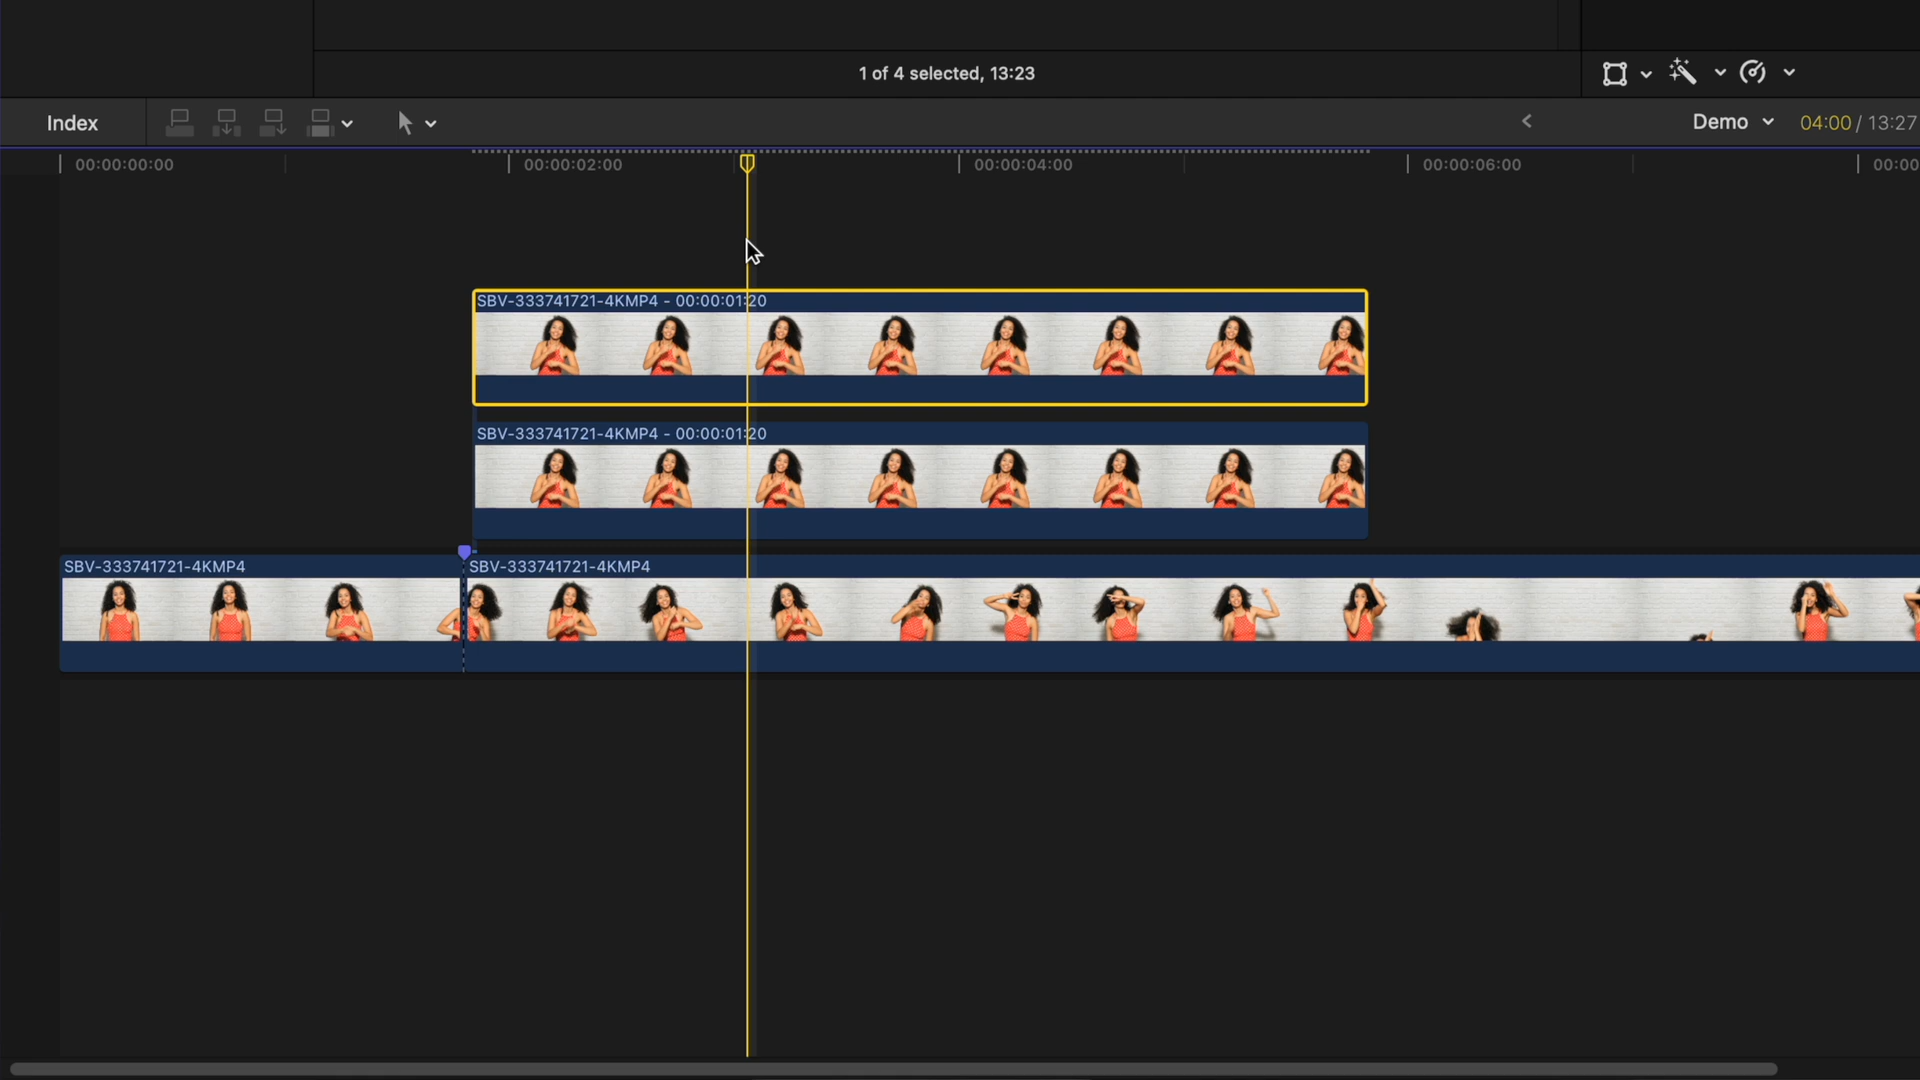 1 of 4 selected, 13:23
Index
Demo
04:00 / 13:27
00:00:00:00
00:00:02:00
00:00:04:00
00:00:06:00
00:00
SBV-333741721-4KMP4 - 00:00:01:20
SBV-333741721-4KMP4 - 00:00:01:20
SBV-333741721-4KMP4
SBV-333741721-4KMP4